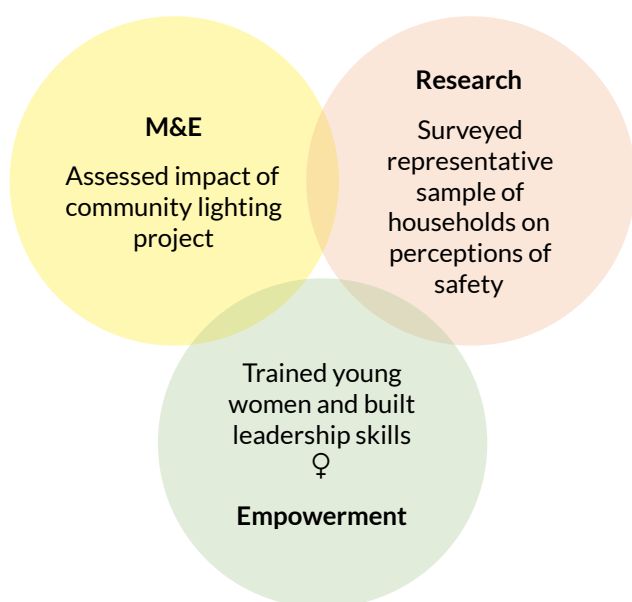 M&E
Assessed impact of
community lighting
project
Research
Surveyed
representative
sample of
households on
perceptions of
safety
Trained young
women and built
leadership skills
♀
Empowerment